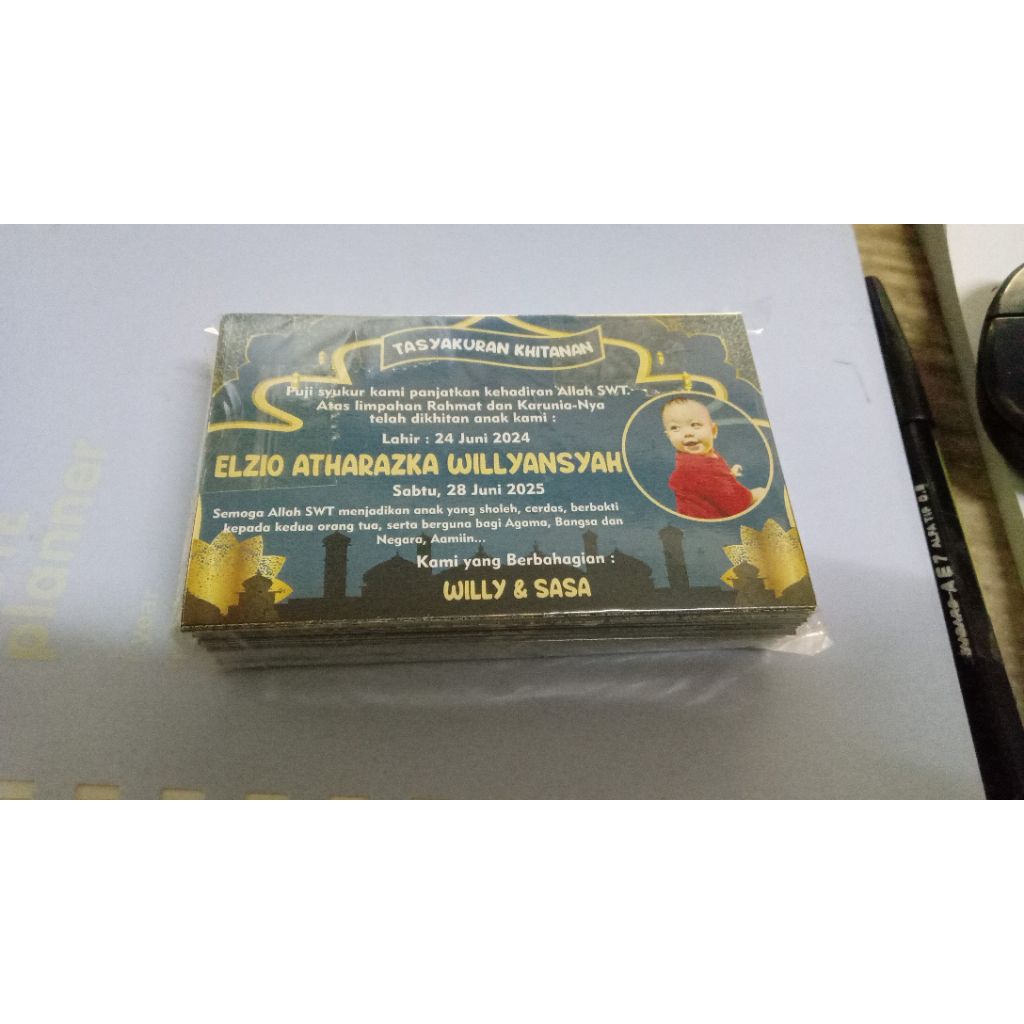 TASYAKURAN KHITANAN
Puji syukur kami panjatkan kehadiran Allah SWT.
Atas limpahan Rahmat dan Karunia-Nya
telah dikhitan anak kami :
Lahir : 24 Juni 2024
ELZIO ATHARAZKA WILLYANSYAH
Sabtu, 28 Juni 2025
Semoga Allah SWT menjadikan anak yang sholeh, cerdas, berbakti
kepada kedua orang tua, serta berguna bagi Agama, Bangsa dan
Negara, Aamiin...
Kami yang Berbahagian :
WILLY & SASA
planner
AE7